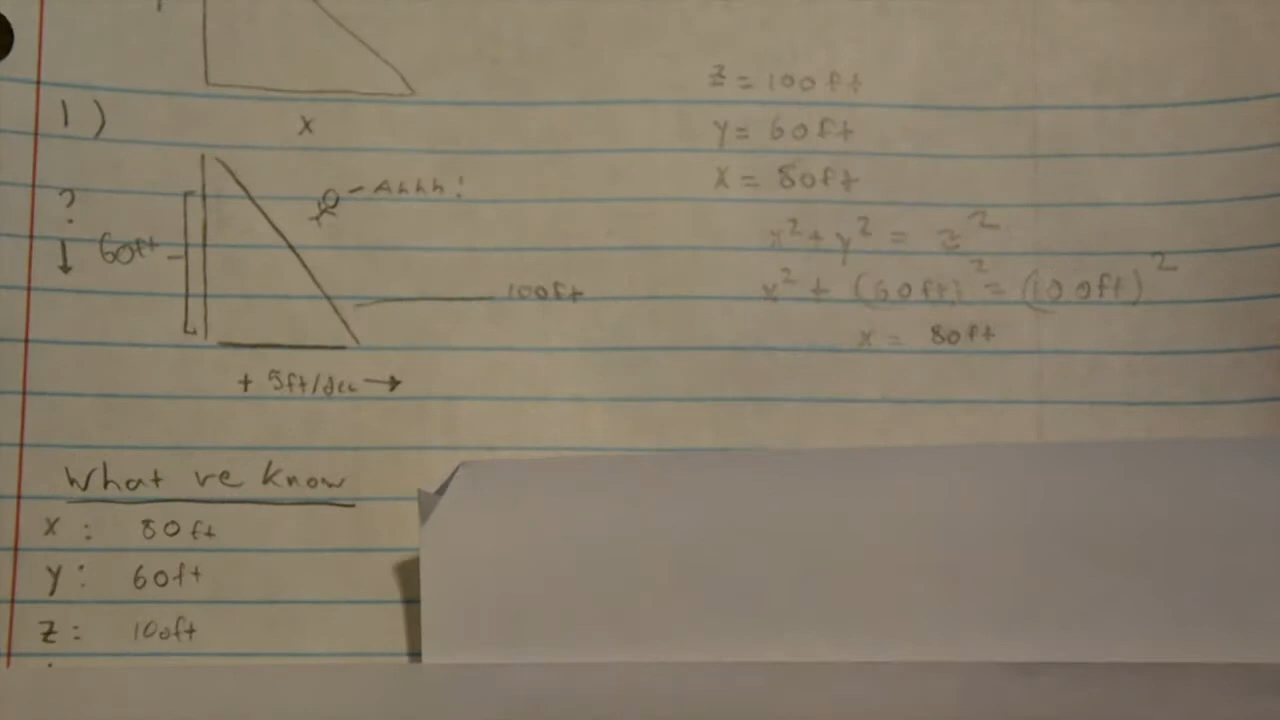 1)
x
z = 100ft
y = 60ft
x = 80ft
?
60ft
- Ahhh!
100ft
+ 5ft/sec →
x² + y² = z²
x² + (60ft)² = (100ft)²
x = 80ft
What we know
x : 80ft
y : 60ft
z : 100ft